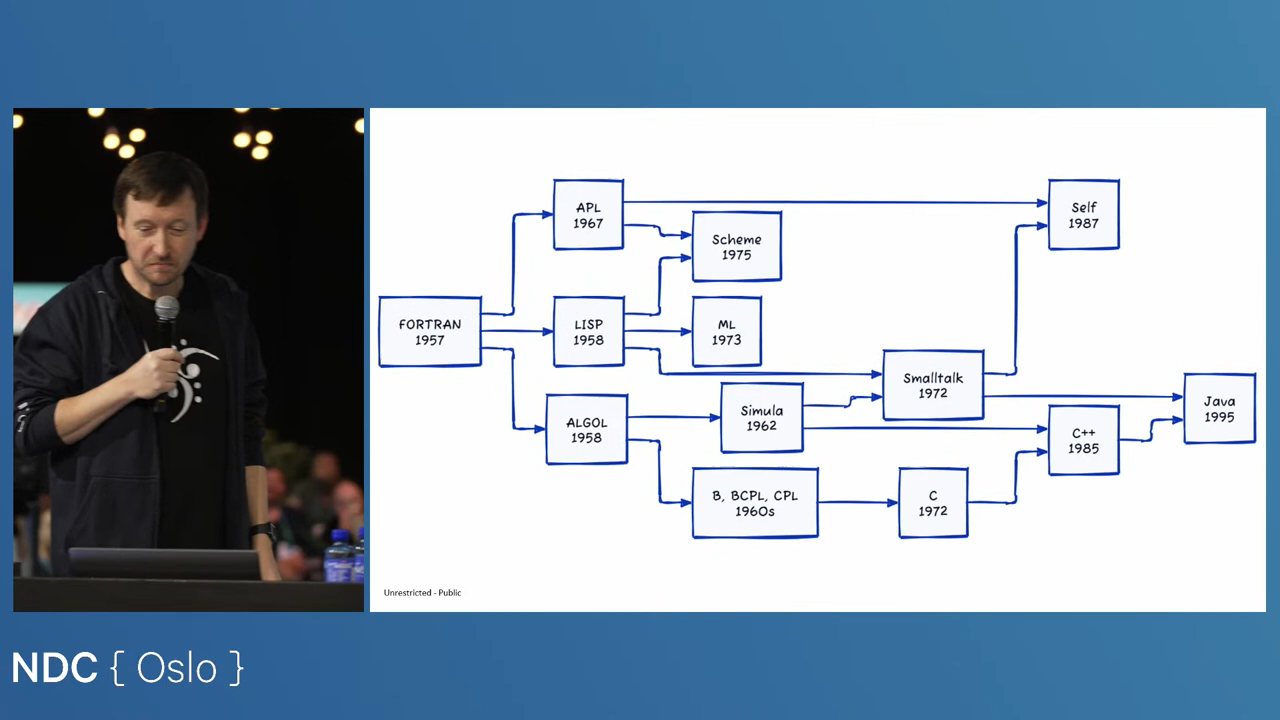 APL
1967
Self
1987
Scheme
1975
FORTRAN
1957
LISP
1958
ML
1973
Smalltalk
1972
Simula
1962
Java
1995
ALGOL
1958
C++
1985
B, BCPL, CPL
1960s
C
1972
Unrestricted - Public
NDC { Oslo }